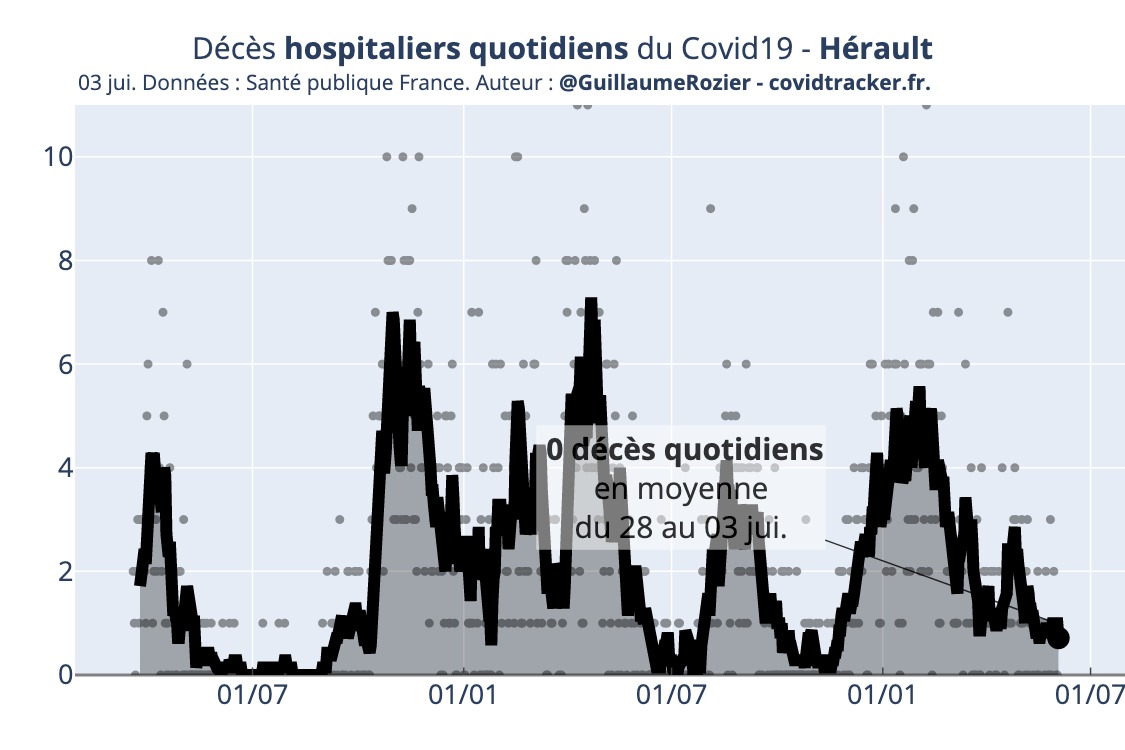 Décès hospitaliers quotidiens du Covid19 - Hérault
03 jui. Données : Santé publique France. Auteur : @GuillaumeRozier - covidtracker.fr.
10
8
6
4
2
0
0 décès quotidiens
en moyenne
du 28 au 03 jui.
01/07 01/01 01/07 01/01 01/07